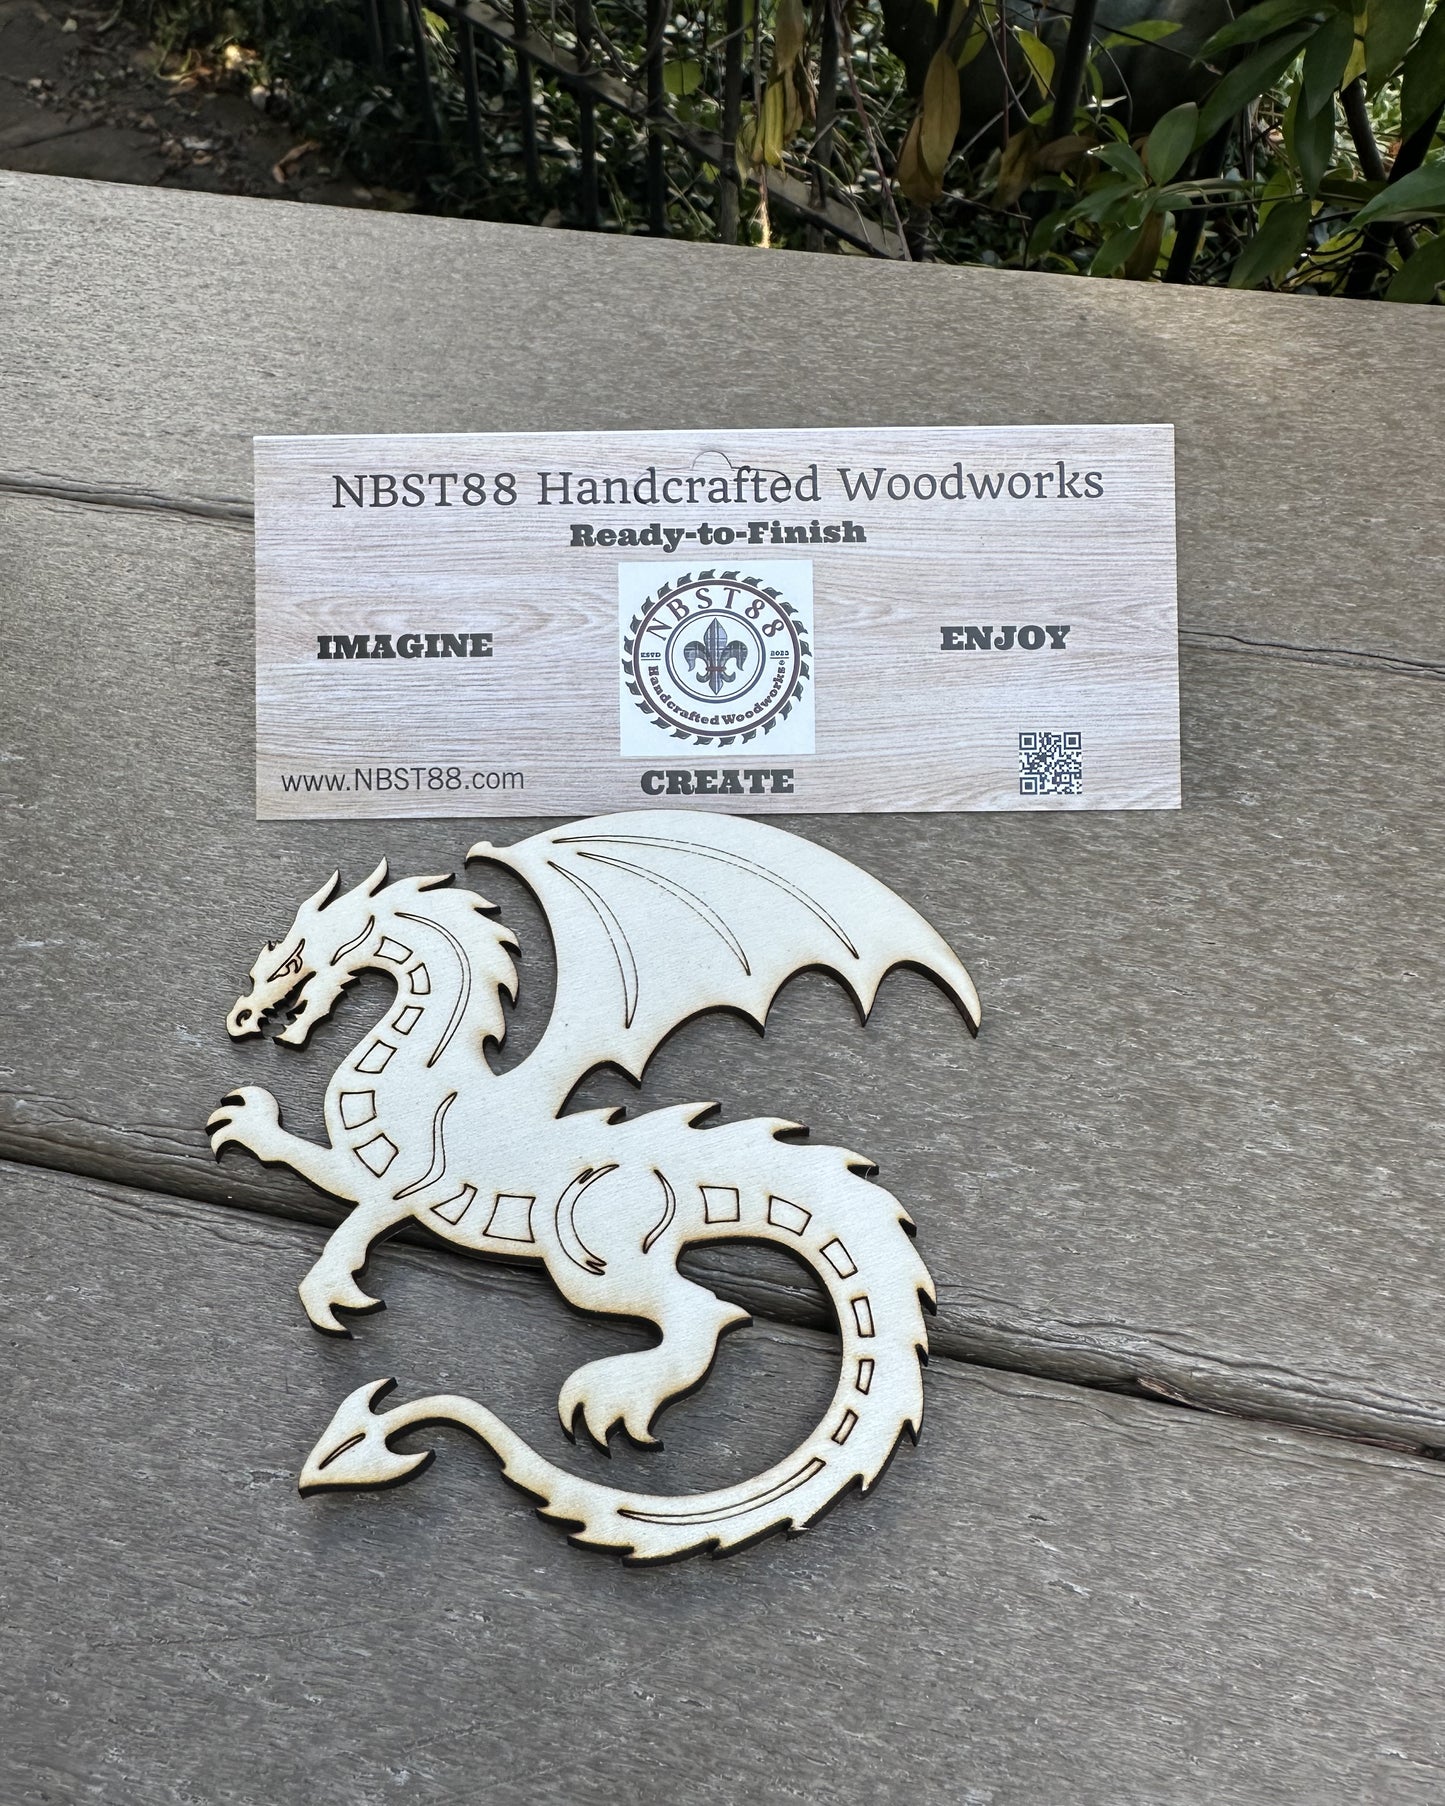 NBST88 Handcrafted Woodworks
Ready-to-Finish
NBST88
ESTD 2023
Handcrafted Woodworks®
IMAGINE
ENJOY
www.NBST88.com
CREATE